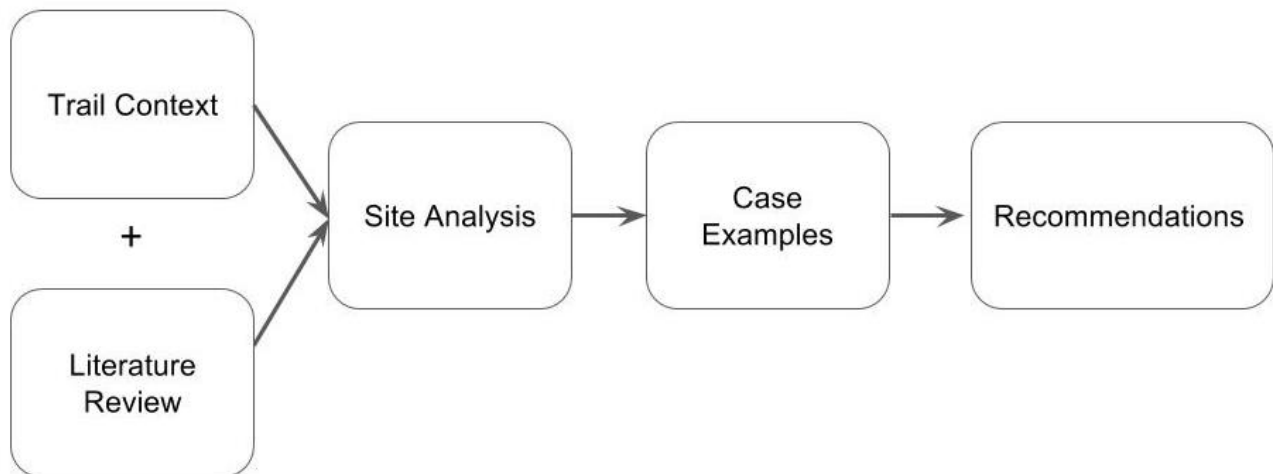 Trail Context
+
Literature
Review
Site Analysis
Case
Examples
Recommendations